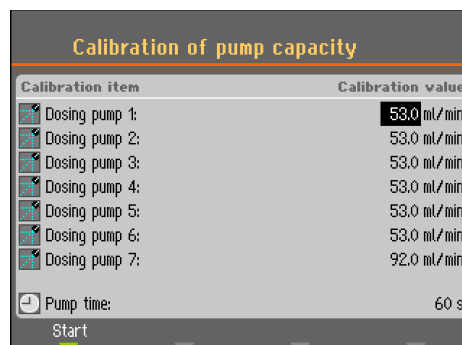 Calibration of pump capacity
Calibration item Calibration value
Dosing pump 1: 53.0 ml/min
Dosing pump 2: 53.0 ml/min
Dosing pump 3: 53.0 ml/min
Dosing pump 4: 53.0 ml/min
Dosing pump 5: 53.0 ml/min
Dosing pump 6: 53.0 ml/min
Dosing pump 7: 92.0 ml/min
Pump time: 60 s
Start